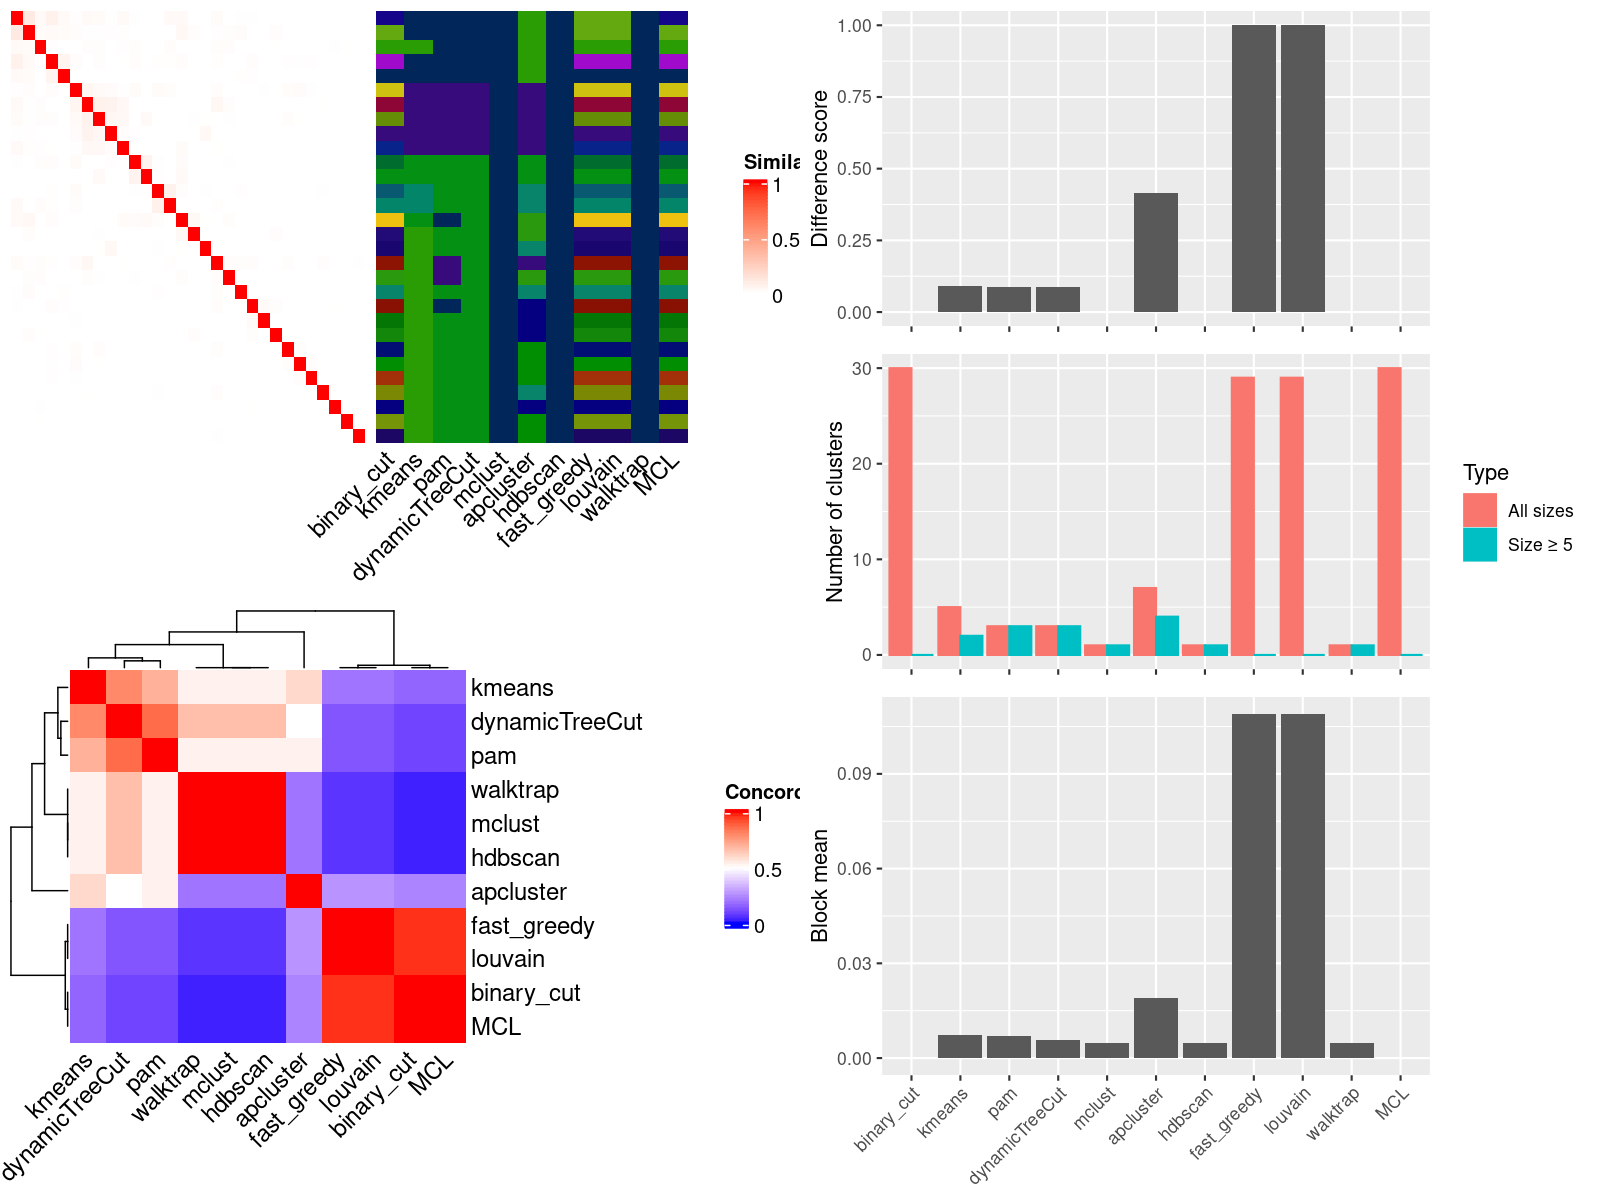 Simila
1
0.5
0
binary_cut
kmeans
pam
dynamicTreeCut
mclust
apcluster
hdbscan
fast_greedy
louvain
walktrap
MCL
Difference score
1.00
0.75
0.50
0.25
0.00
Number of clusters
30
20
10
0
Type
All sizes
Size ≥ 5
kmeans
dynamicTreeCut
pam
walktrap
mclust
hdbscan
apcluster
fast_greedy
louvain
binary_cut
MCL
kmeans
dynamicTreeCut
pam
walktrap
mclust
hdbscan
apcluster
fast_greedy
louvain
binary_cut
MCL
Concord
1
0.5
0
Block mean
0.09
0.06
0.03
0.00
binary_cut
kmeans
pam
dynamicTreeCut
mclust
apcluster
hdbscan
fast_greedy
louvain
walktrap
MCL